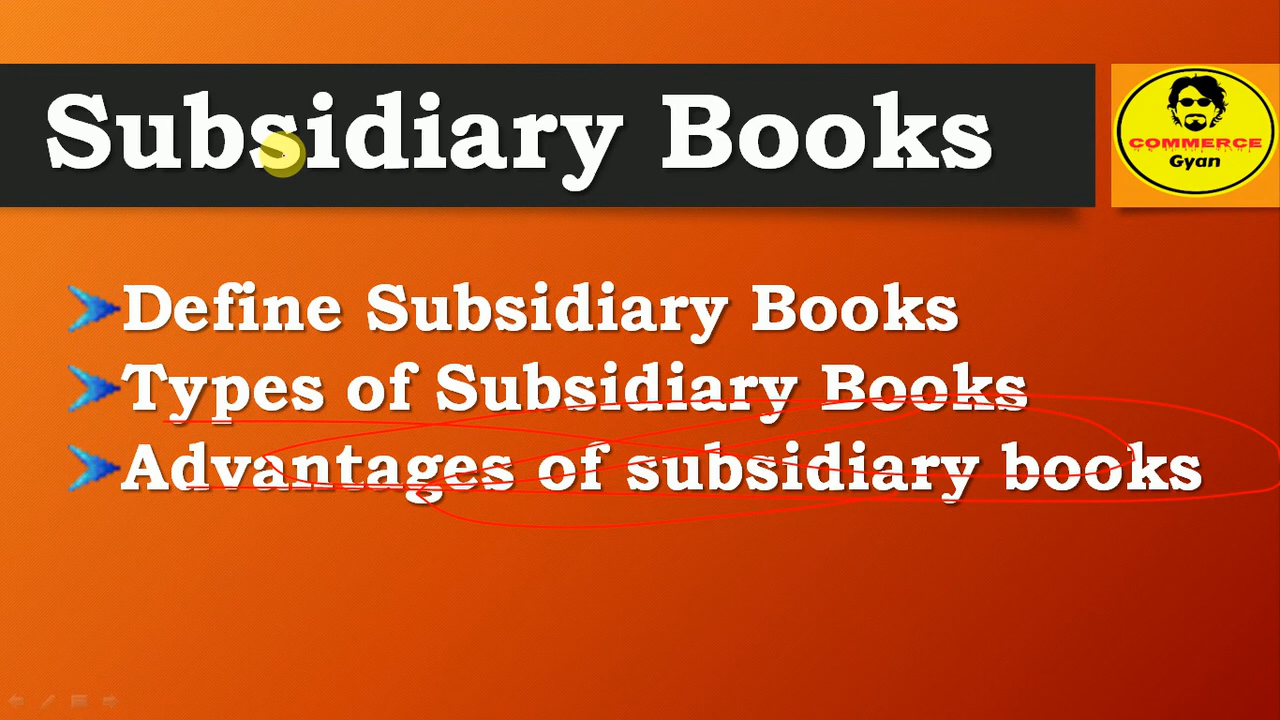 Subsidiary Books
COMMERCE
Gyan
Define Subsidiary Books
Types of Subsidiary Books
Advantages of subsidiary books